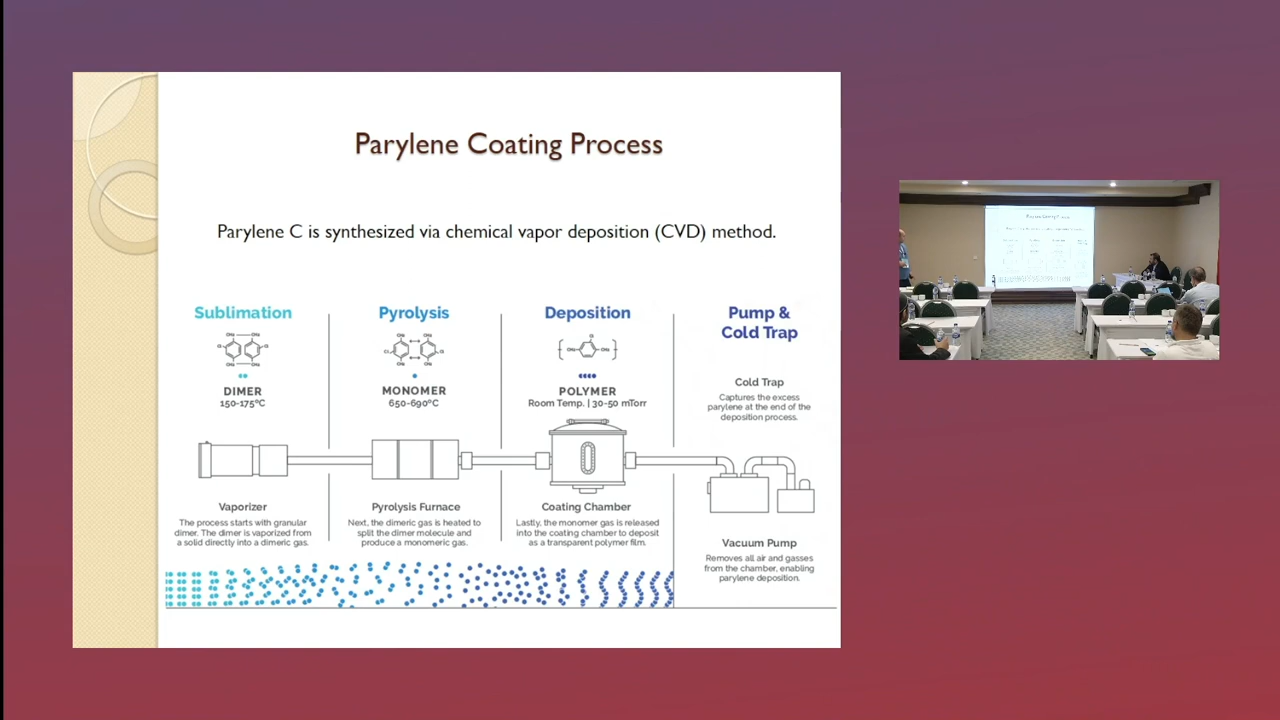 Parylene Coating Process
Parylene C is synthesized via chemical vapor deposition (CVD) method.
Sublimation
DIMER
150-175ºC
Vaporizer
The process starts with granular
dimer. The dimer is vaporized from
a solid directly into a dimeric gas.
Pyrolysis
MONOMER
650-690ºC
Pyrolysis Furnace
Next, the dimeric gas is heated to
split the dimer molecule and
produce a monomeric gas.
Deposition
POLYMER
Room Temp. | 30-50 mTorr
Coating Chamber
Lastly, the monomer gas is released
into the coating chamber to deposit
as a transparent polymer film.
Pump &
Cold Trap
Cold Trap
Captures the excess
parylene at the end of the
deposition process.
Vacuum Pump
Removes all air and gasses
from the chamber, enabling
parylene deposition.